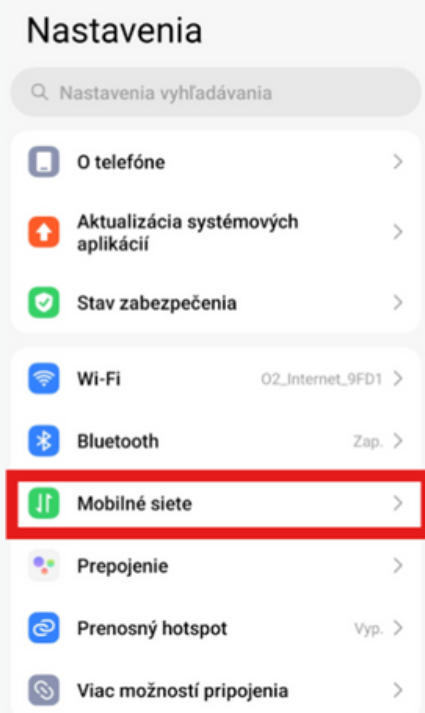 Nastavenia
Nastavenia vyhľadávania
O telefóne
Aktualizácia systémových
aplikácií
Stav zabezpečenia
Wi-Fi O2_Internet_9FD1
Bluetooth Zap.
Mobilné siete
Prepojenie
Prenosný hotspot Vyp.
Viac možností pripojenia